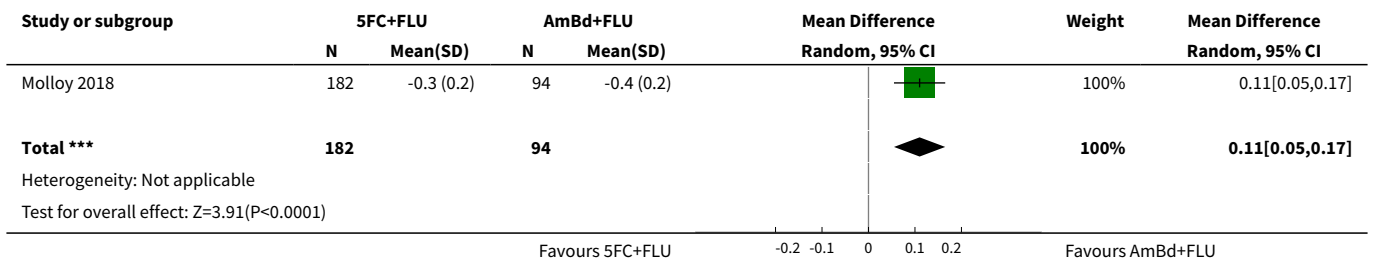 Study or subgroup 5FC+FLU AmBd+FLU Mean Difference Weight Mean Difference
N Mean(SD) N Mean(SD) Random, 95% CI Random, 95% CI
Molloy 2018 182 -0.3 (0.2) 94 -0.4 (0.2) 100% 0.11[0.05,0.17]
Total *** 182 94 100% 0.11[0.05,0.17]
Heterogeneity: Not applicable
Test for overall effect: Z=3.91(P<0.0001)
Favours 5FC+FLU -0.2 -0.1 0 0.1 0.2 Favours AmBd+FLU